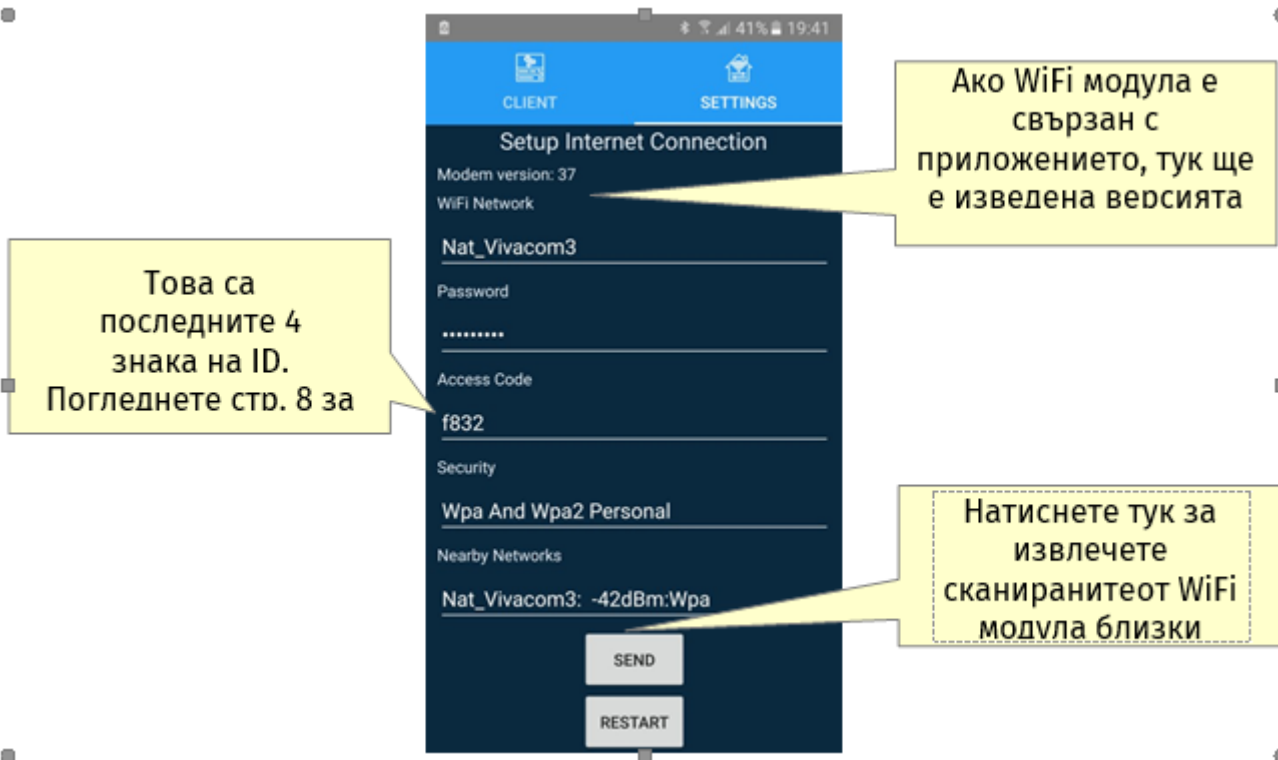 41% 19:41
CLIENT
SETTINGS
Setup Internet Connection
Modem version: 37
WiFi Network
Nat_Vivacom3
Password
•••••••••
Access Code
f832
Security
Wpa And Wpa2 Personal
Nearby Networks
Nat_Vivacom3: -42dBm:Wpa
SEND
RESTART
Ако WiFi модула е
свързан с
приложението, тук ще
е изведена версията
Това са
последните 4
знака на ID.
Погледнете стр. 8 за
Натиснете тук за
извлечете
сканиранитеот WiFi
модула близки